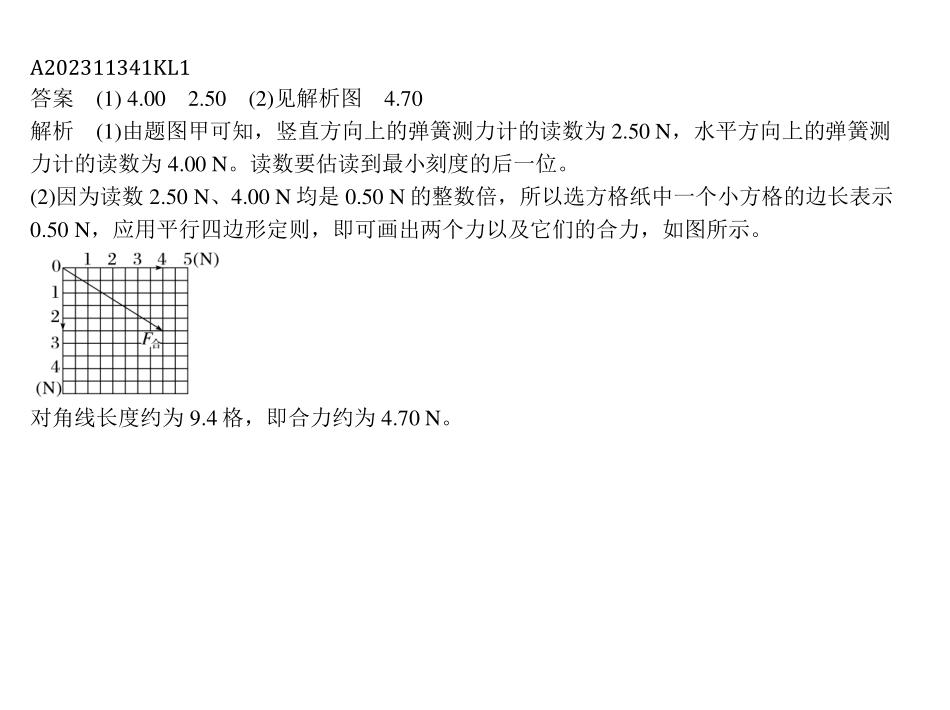 A202311341KL1
答案 (1) 4.00 2.50 (2)见解析图 4.70
解析 (1)由题图甲可知，竖直方向上的弹簧测力计的读数为 2.50 N，水平方向上的弹簧测
力计的读数为 4.00 N。读数要估读到最小刻度的后一位。
(2)因为读数 2.50 N、4.00 N 均是 0.50 N 的整数倍，所以选方格纸中一个小方格的边长表示
0.50 N，应用平行四边形定则，即可画出两个力以及它们的合力，如图所示。
0 1 2 3 4 5(N)
1
2
3 F合
4
(N)
对角线长度约为 9.4 格，即合力约为 4.70 N。